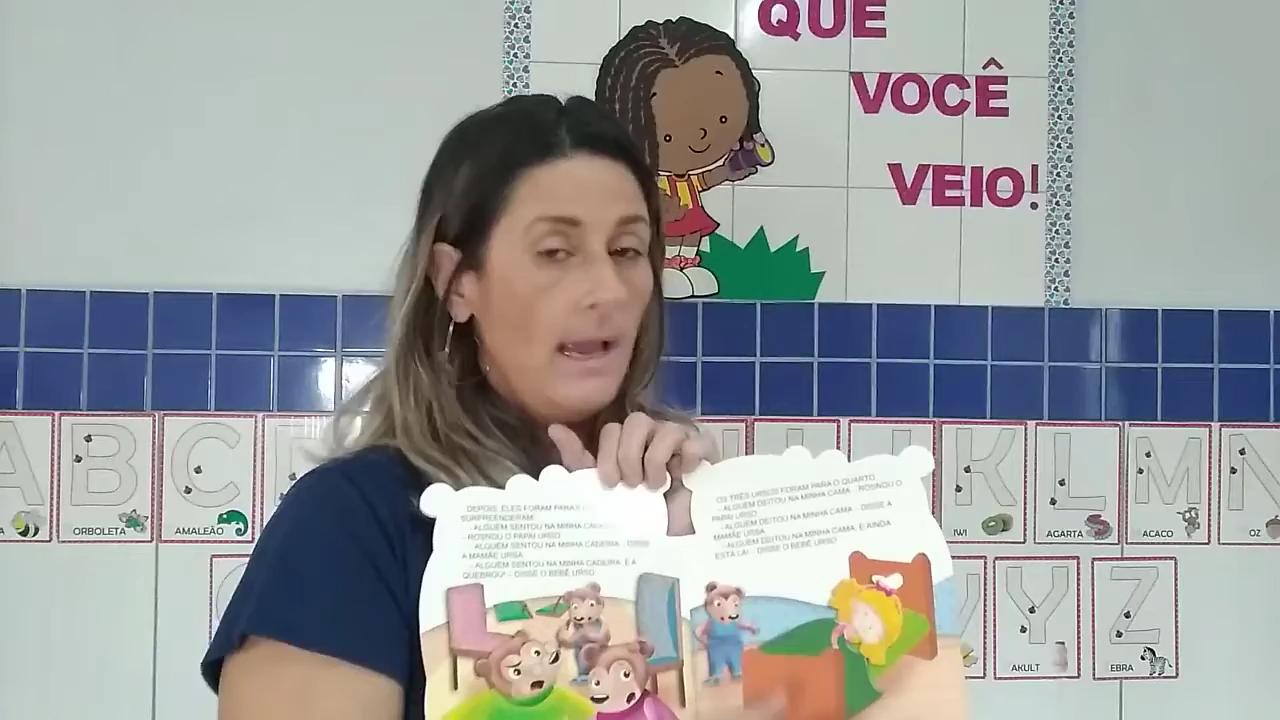 QUE
VOCÊ
VEIO!
A
B
C
K
L
M
N
ORBOLETA
AMALEÃO
IWI
AGARTA
ACACO
OZ
Y
Z
AKULT
EBRA
DEPOIS, ELES FORAM PARA
SURPREENDERAM:
- ALGUÉM SENTOU NA MINHA
- ROSNOU O PAPAI URSO.
- ALGUÉM SENTOU NA MINHA CADEIRA - DISSE
A MAMÃE URSA.
- ALGUÉM SENTOU NA MINHA CADEIRA, E A
QUEBROU! - DISSE O BEBÊ URSO.
OS TRÊS URSOS FORAM PARA O QUARTO.
- ALGUÉM DEITOU NA MINHA CAMA - ROSNOU O
PAPAI URSO.
- ALGUÉM DEITOU NA MINHA CAMA - DISSE A
MAMÃE URSA.
- ALGUÉM DEITOU NA MINHA CAMA, E AINDA
ESTÁ LÁ! - DISSE O BEBÊ URSO.